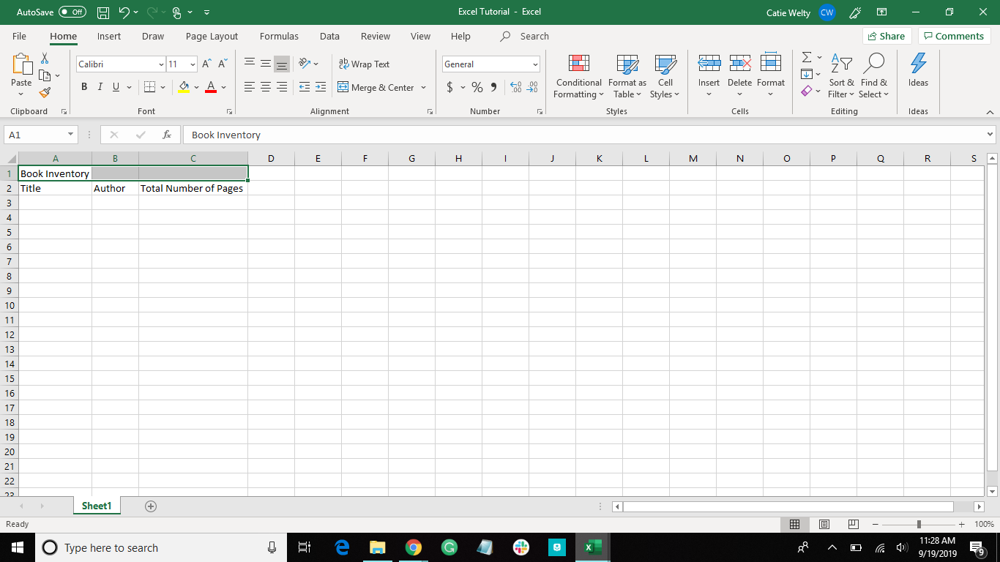 AutoSave Off Excel Tutorial - Excel Catie Welty CW
File Home Insert Draw Page Layout Formulas Data Review View Help Search Share Comments
Calibri 11 A A ab Wrap Text General
Paste B I U A Merge & Center $ % , .00 .00 Conditional Formatting Format as Table Cell Styles Insert Delete Format Sort & Filter Find & Select Ideas
Clipboard Font Alignment Number Styles Cells Editing Ideas
A1 fx Book Inventory
A B C D E F G H I J K L M N O P Q R S
1 Book Inventory
2 Title Author Total Number of Pages
3
4
5
6
7
8
9
10
11
12
13
14
15
16
17
18
19
20
21
22
23
Sheet1
Ready 100%
Type here to search 11:28 AM
9/19/2019 9